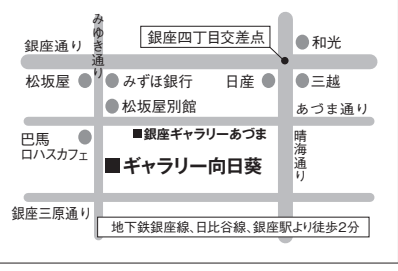 みゆき通り
銀座四丁目交差点
銀座通り
和光
松坂屋
みずほ銀行
日産
三越
松坂屋別館
あづま通り
巴馬
ロハスカフェ
■銀座ギャラリーあづま
晴海通り
■ギャラリー向日葵
銀座三原通り
地下鉄銀座線、日比谷線、銀座駅より徒歩2分